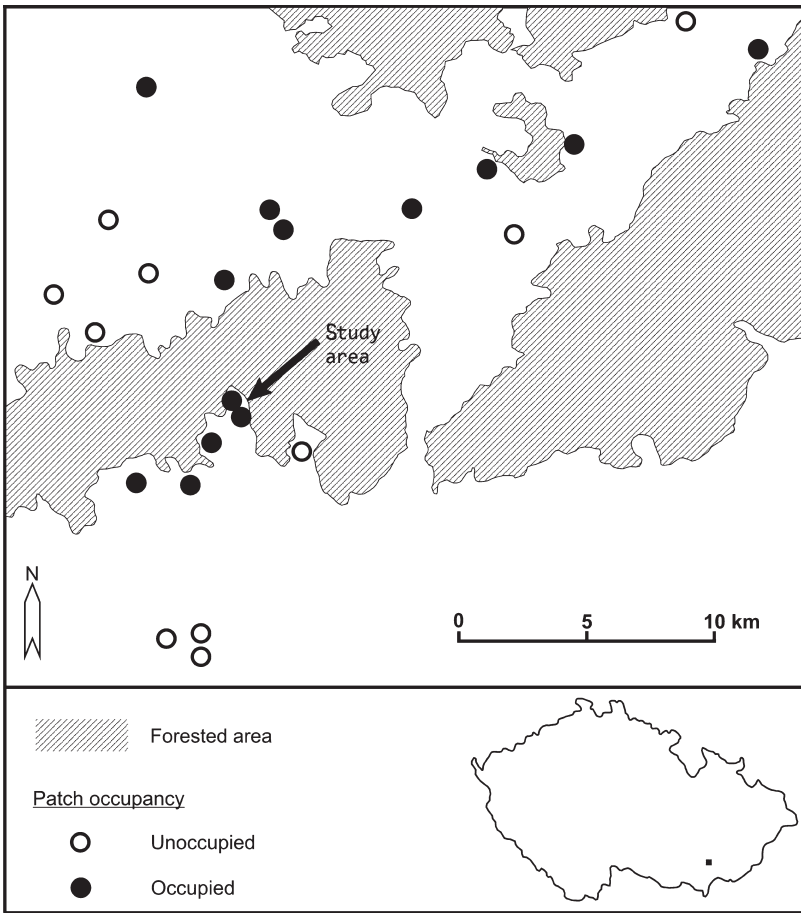 Study
area
N
0 5 10 km
Forested area
Patch occupancy
Unoccupied
Occupied